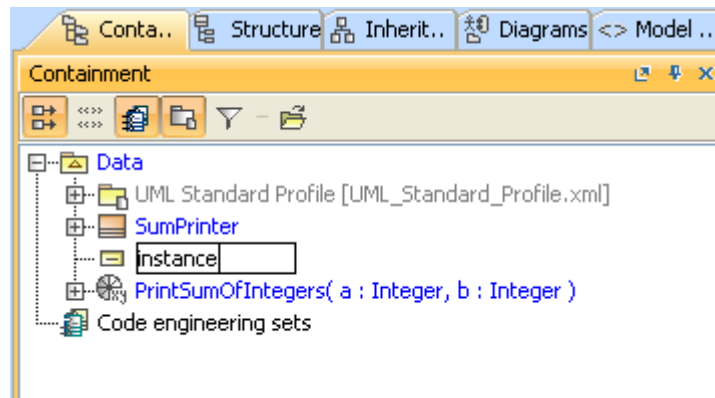 Conta.. Structure Inherit.. Diagrams <> Model ..
Containment
Data
UML Standard Profile [UML_Standard_Profile.xml]
SumPrinter
instance
PrintSumOfIntegers( a : Integer, b : Integer )
Code engineering sets